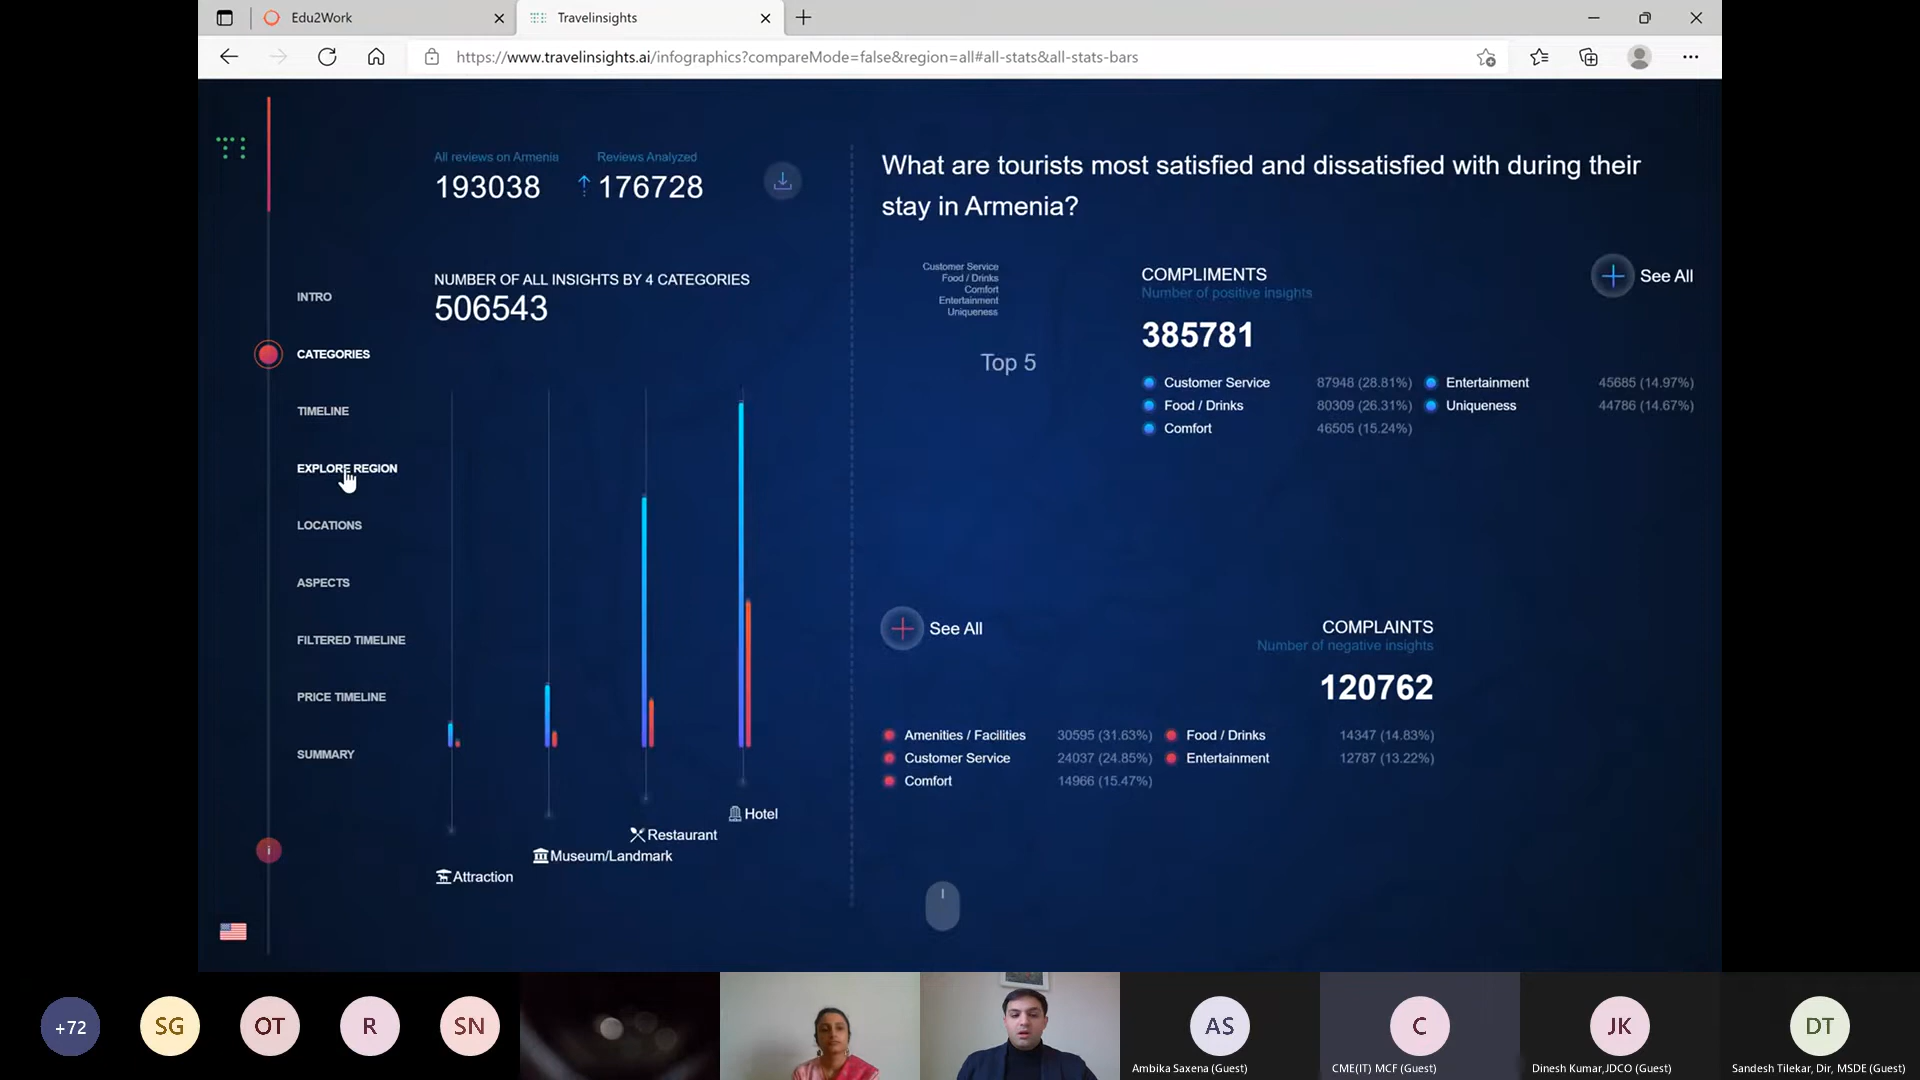 Edu2Work
Travelinsights
https://www.travelinsights.ai/infographics?compareMode=false&region=all#all-stats&all-stats-bars
All reviews on Armenia
193038
Reviews Analyzed
176728
What are tourists most satisfied and dissatisfied with during their
stay in Armenia?
NUMBER OF ALL INSIGHTS BY 4 CATEGORIES
506543
INTRO
CATEGORIES
TIMELINE
EXPLORE REGION
LOCATIONS
ASPECTS
FILTERED TIMELINE
PRICE TIMELINE
SUMMARY
i
Attraction
Museum/Landmark
Restaurant
Hotel
Customer Service
Food / Drinks
Comfort
Entertainment
Uniqueness
Top 5
COMPLIMENTS
Number of positive insights
385781
See All
Customer Service 87948 (28.81%)
Food / Drinks 80309 (26.31%)
Comfort 46505 (15.24%)
Entertainment 45685 (14.97%)
Uniqueness 44786 (14.67%)
See All
COMPLAINTS
Number of negative insights
120762
Amenities / Facilities 30595 (31.63%)
Customer Service 24037 (24.85%)
Comfort 14966 (15.47%)
Food / Drinks 14347 (14.83%)
Entertainment 12787 (13.22%)
+72
SG
OT
R
SN
AS
Ambika Saxena (Guest)
C
CME(IT) MCF (Guest)
JK
Dinesh Kumar,JDCO (Guest)
DT
Sandesh Tilekar, Dir, MSDE (Guest)